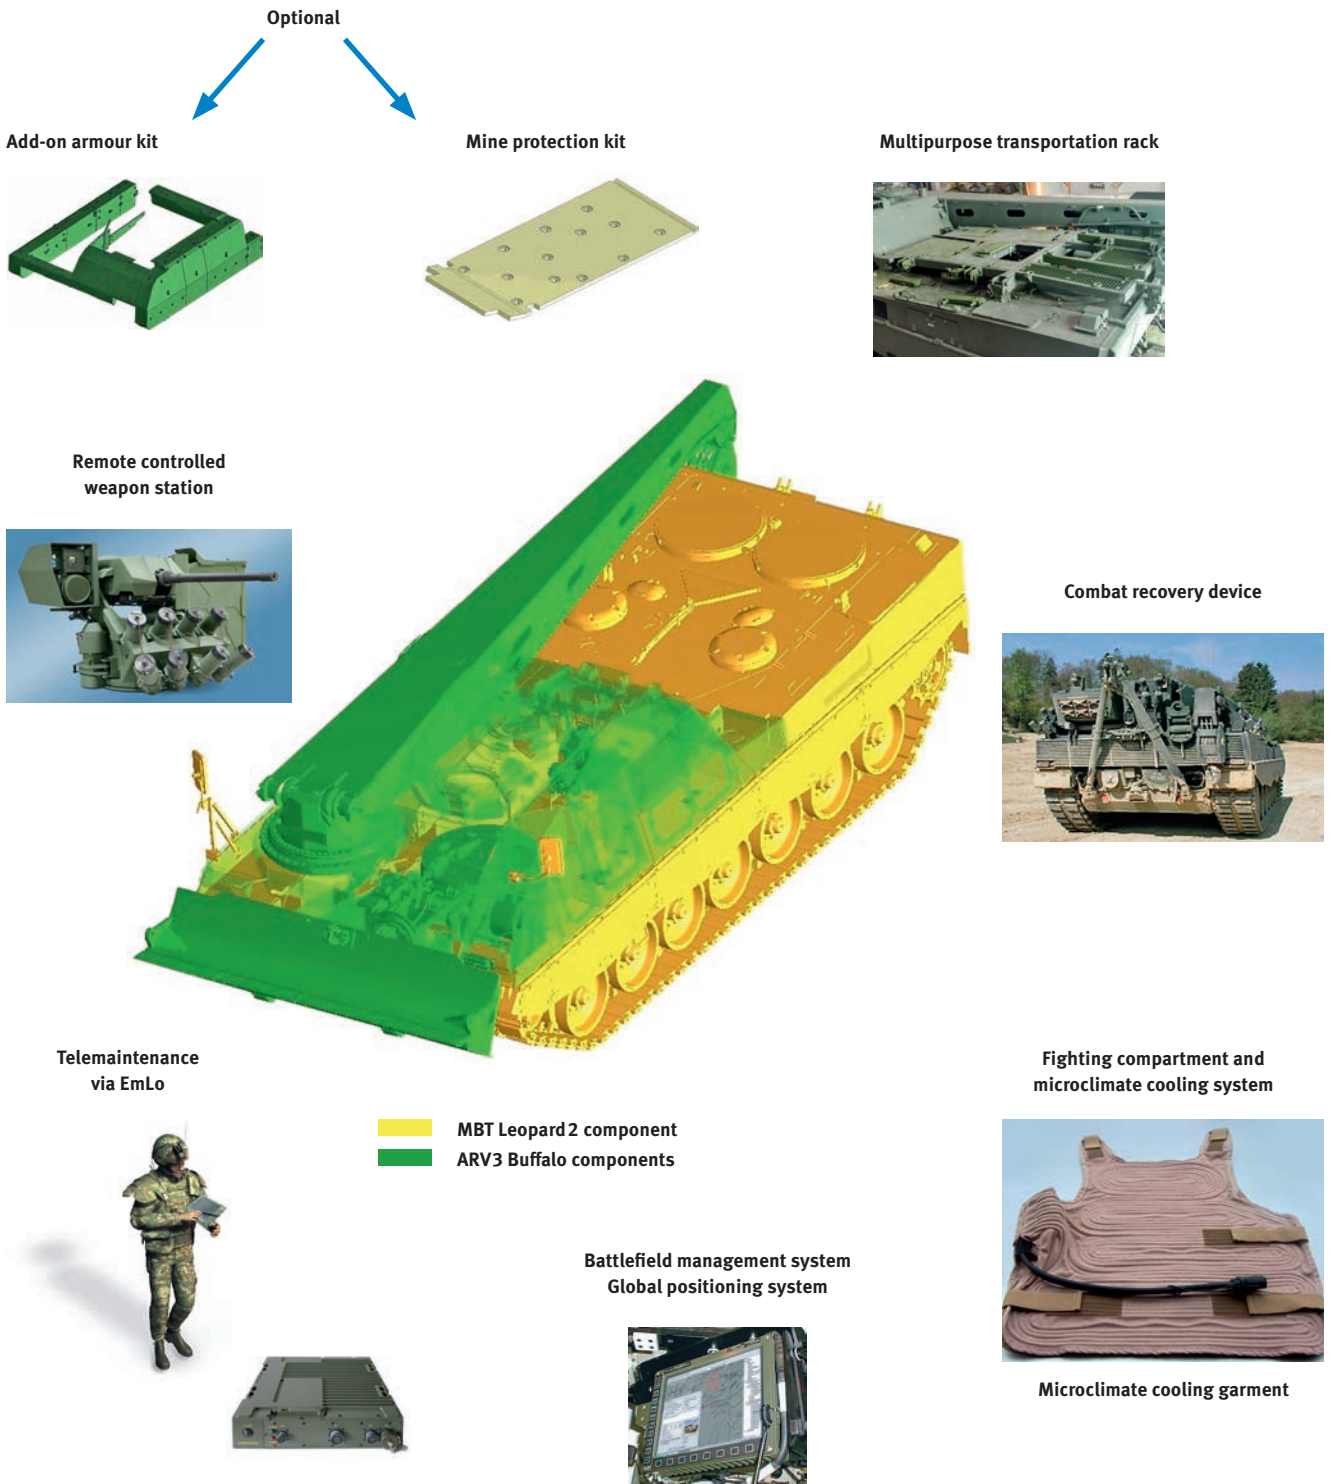 Optional
Add-on armour kit
Mine protection kit
Multipurpose transportation rack
Remote controlled
weapon station
Combat recovery device
Telemaintenance
via EmLo
MBT Leopard 2 component
ARV3 Buffalo components
Fighting compartment and
microclimate cooling system
Battlefield management system
Global positioning system
Microclimate cooling garment